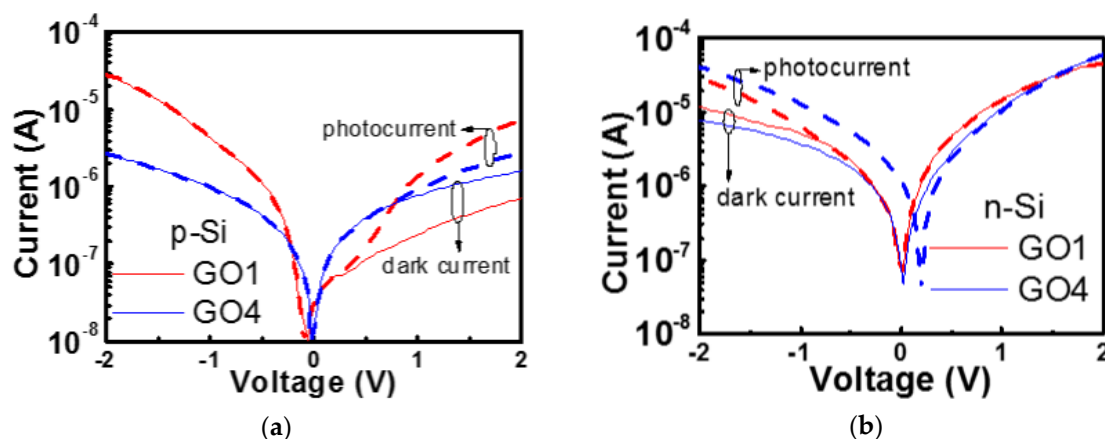 10⁻⁴
10⁻⁵
10⁻⁶
10⁻⁷
10⁻⁸
Current (A)
photocurrent
p-Si
GO1
GO4
dark current
-2 -1 0 1 2
Voltage (V)
(a)
10⁻⁴
10⁻⁵
10⁻⁶
10⁻⁷
10⁻⁸
Current (A)
photocurrent
dark current
n-Si
GO1
GO4
-2 -1 0 1 2
Voltage (V)
(b)